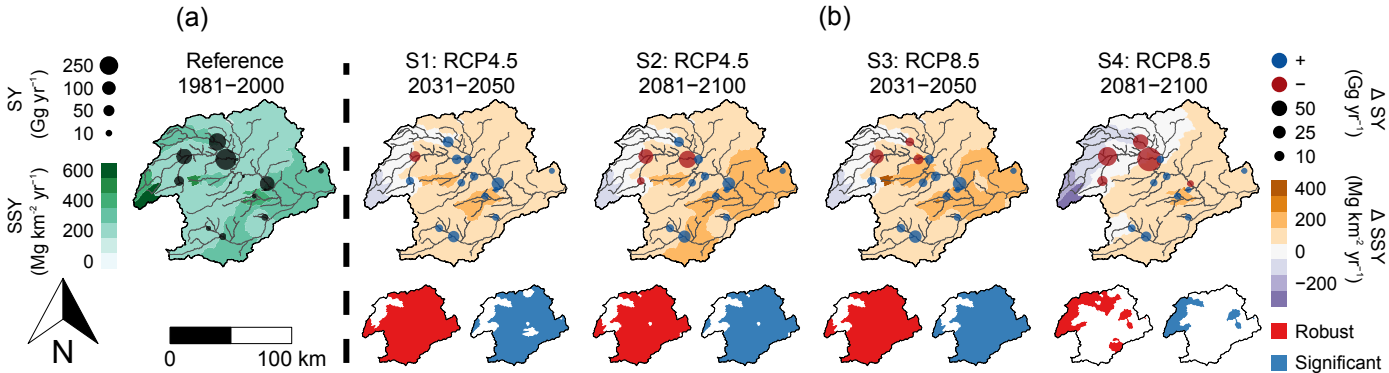 (a)
(b)
Reference
1981−2000
S1: RCP4.5
2031−2050
S2: RCP4.5
2081−2100
S3: RCP8.5
2031−2050
S4: RCP8.5
2081−2100
SY
(Gg yr⁻¹)
250
100
50
10
SSY
(Mg km⁻² yr⁻¹)
600
400
200
0
N
0
100 km
+
−
50
25
10
Δ SY
(Gg yr⁻¹)
400
200
0
−200
Δ SSY
(Mg km⁻² yr⁻¹)
Robust
Significant